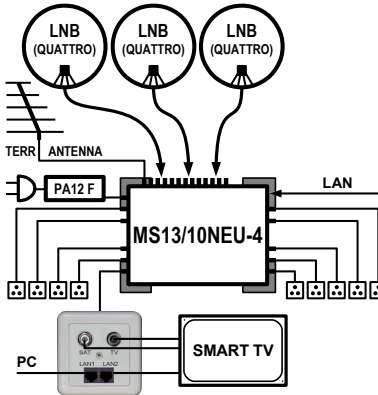 LNB LNB LNB
(QUATTRO) (QUATTRO) (QUATTRO)
TERR ANTENNA
PA12 F
LAN
MS13/10NEU-4
SAT TV
LAN1 LAN2
PC
SMART TV